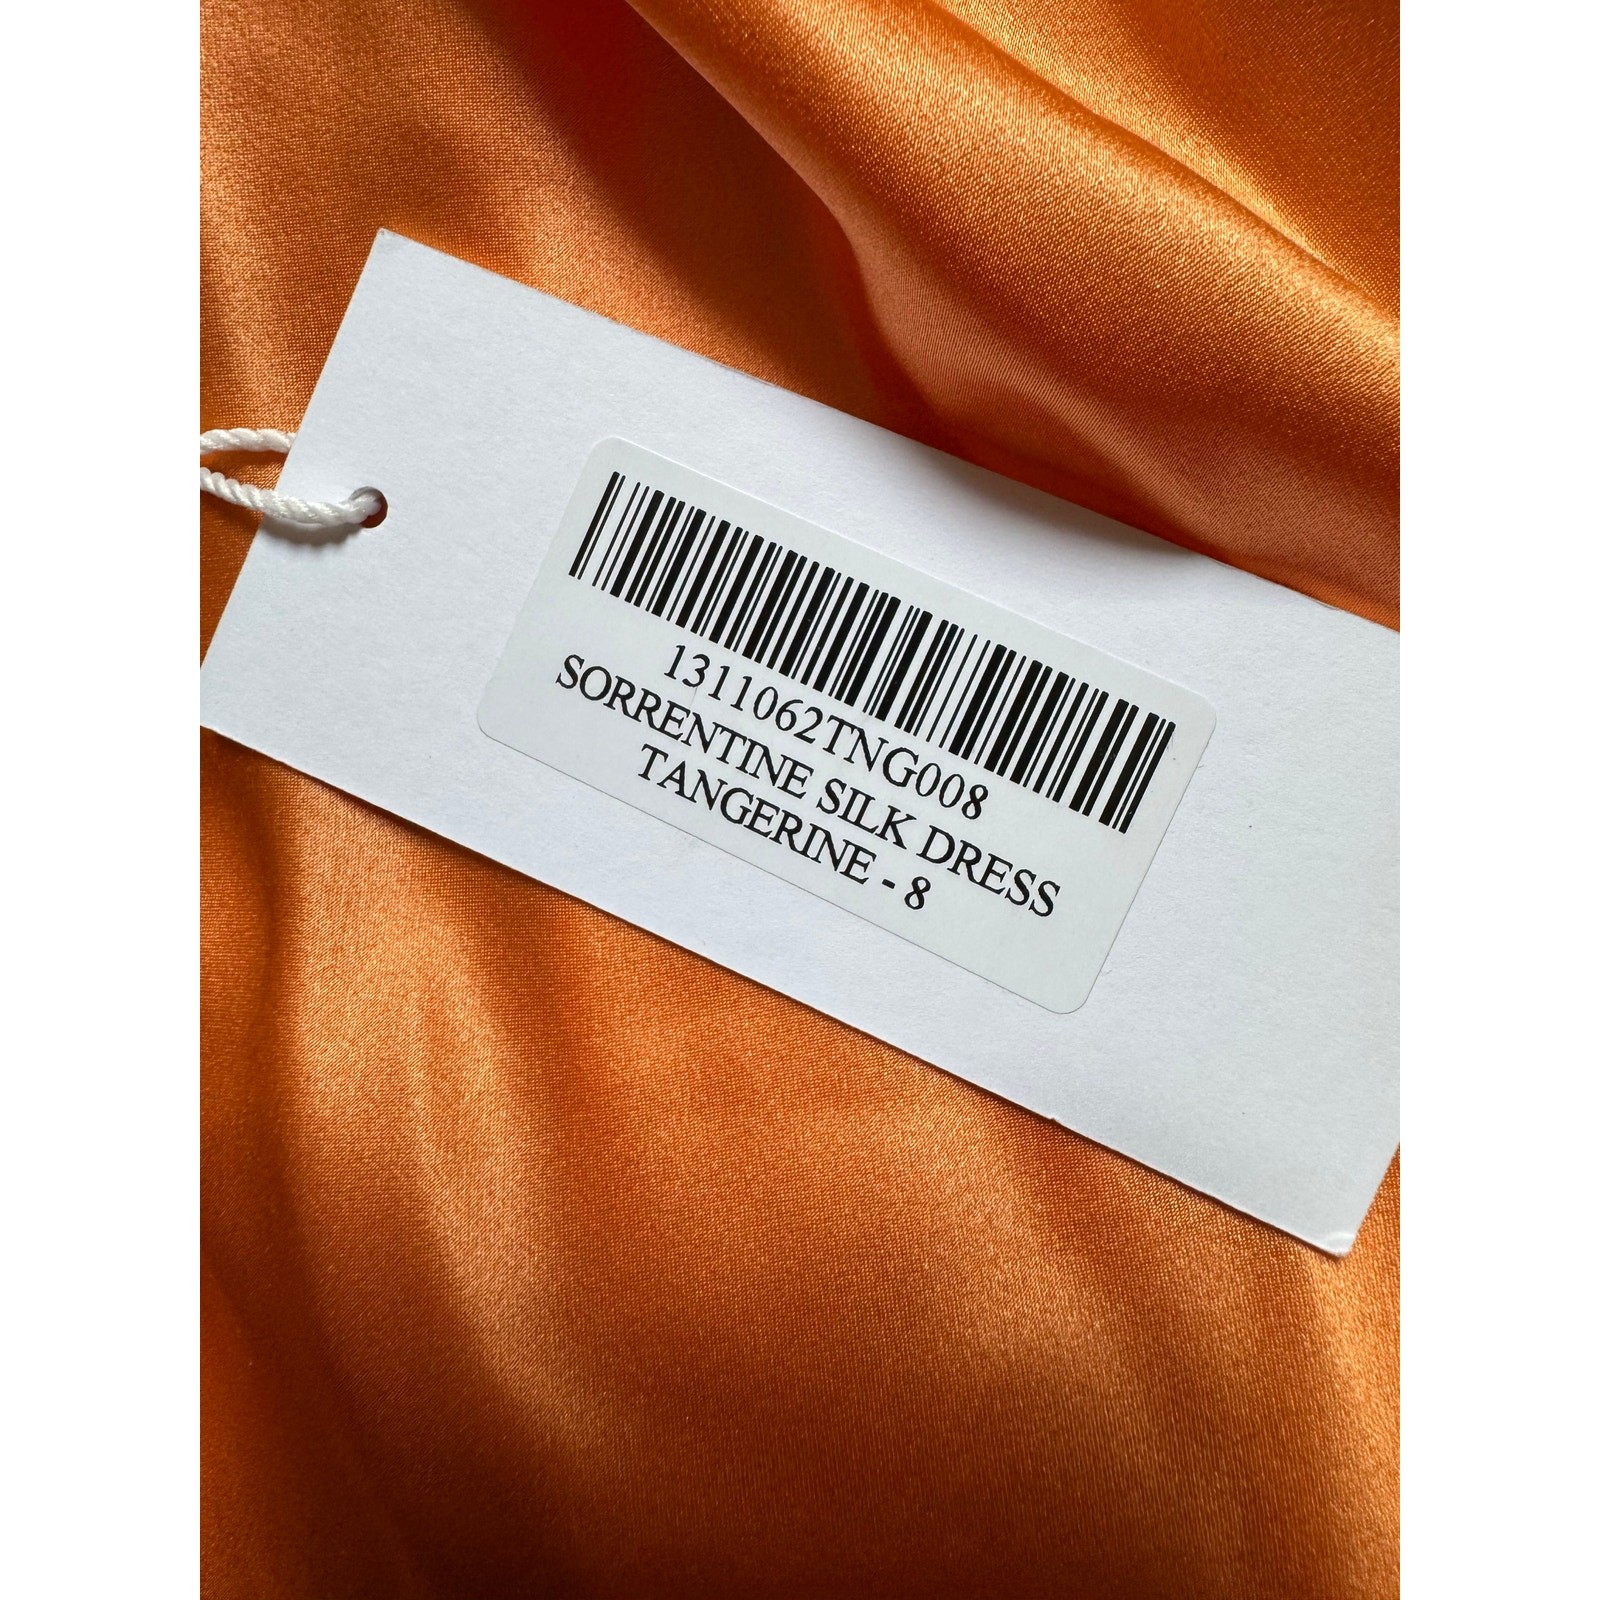 1311062TNG008
SORRENTINE SILK DRESS
TANGERINE - 8